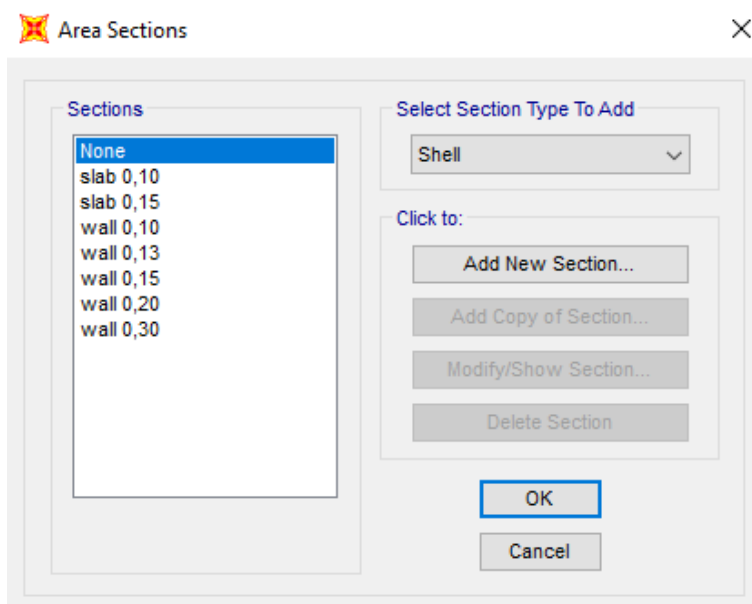 Area Sections
Sections
None
slab 0,10
slab 0,15
wall 0,10
wall 0,13
wall 0,15
wall 0,20
wall 0,30
Select Section Type To Add
Shell
Click to:
Add New Section...
Add Copy of Section...
Modify/Show Section...
Delete Section
OK
Cancel